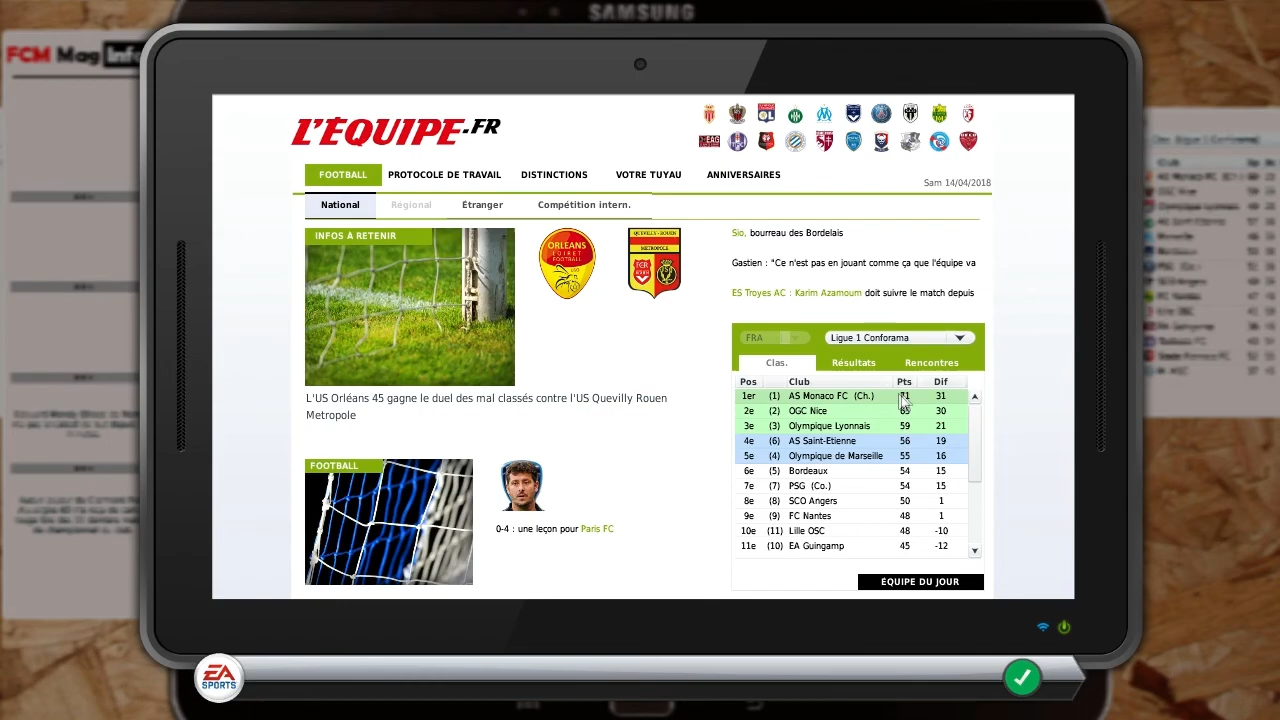 SAMSUNG
FCM Mag Info
L'ÉQUIPE.FR
FOOTBALL PROTOCOLE DE TRAVAIL DISTINCTIONS VOTRE TUYAU ANNIVERSAIRES
Sam 14/04/2018
National Régional Étranger Compétition intern.
INFOS À RETENIR
ORLEANS
LOIRET
FOOTBALL
QUEVILLY - ROUEN
METROPOLE
L'US Orléans 45 gagne le duel des mal classés contre l'US Quevilly Rouen
Metropole
FOOTBALL
0-4 : une leçon pour Paris FC
Sio, bourreau des Bordelais
Gastien : "Ce n'est pas en jouant comme ça que l'équipe va
ES Troyes AC : Karim Azamoum doit suivre le match depuis
FRA Ligue 1 Conforama
Clas. Résultats Rencontres
Pos Club Pts Dif
1er (1) AS Monaco FC (Ch.) 31
2e (2) OGC Nice 65 30
3e (3) Olympique Lyonnais 59 21
4e (6) AS Saint-Etienne 56 19
5e (4) Olympique de Marseille 55 16
6e (5) Bordeaux 54 15
7e (7) PSG (Co.) 54 15
8e (8) SCO Angers 50 1
9e (9) FC Nantes 48 1
10e (11) Lille OSC 48 -10
11e (10) EA Guingamp 45 -12
ÉQUIPE DU JOUR
EA
SPORTS